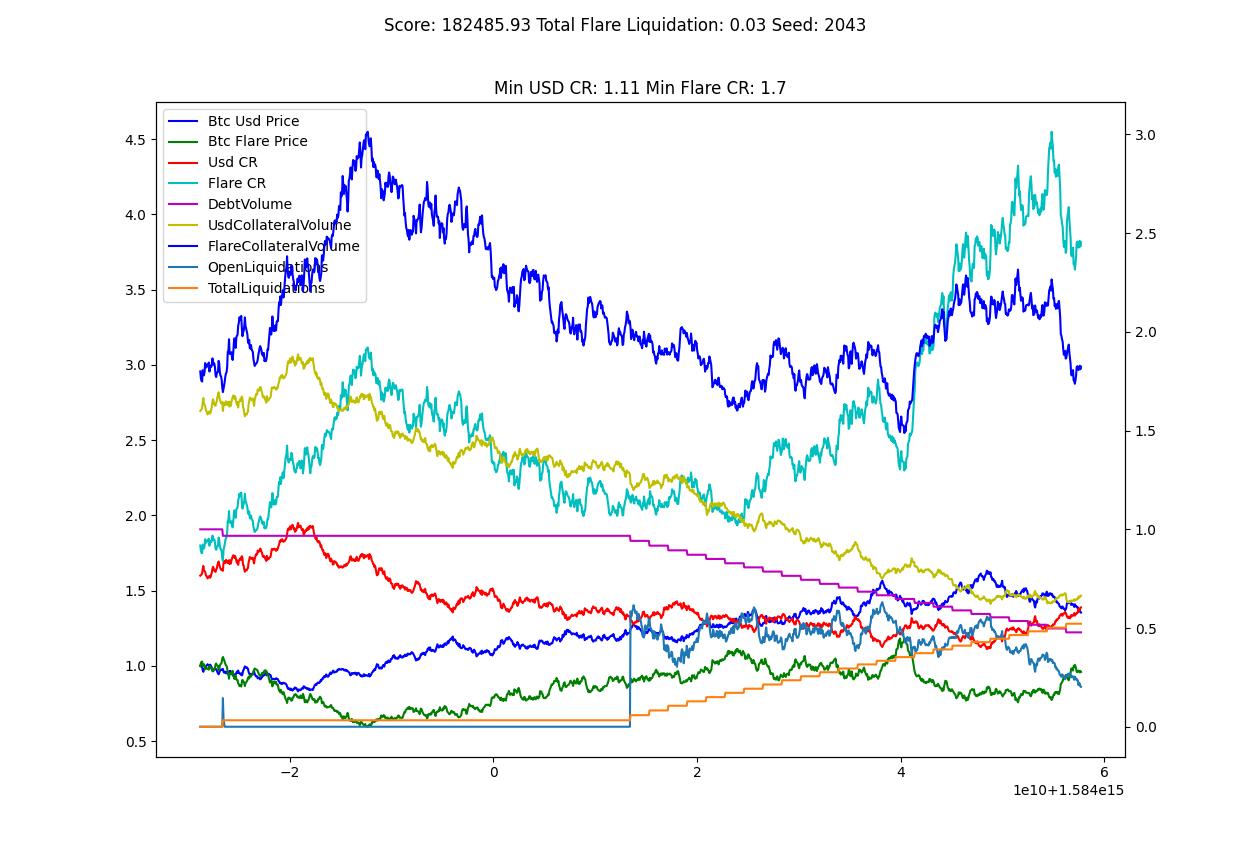 Score: 182485.93 Total Flare Liquidation: 0.03 Seed: 2043
Min USD CR: 1.11 Min Flare CR: 1.7
Btc Usd Price
Btc Flare Price
Usd CR
Flare CR
DebtVolume
UsdCollateralVolume
FlareCollateralVolume
OpenLiquidations
TotalLiquidations
4.5
4.0
3.5
3.0
2.5
2.0
1.5
1.0
0.5
3.0
2.5
2.0
1.5
1.0
0.5
0.0
−2
0
2
4
6
1e10+1.584e15